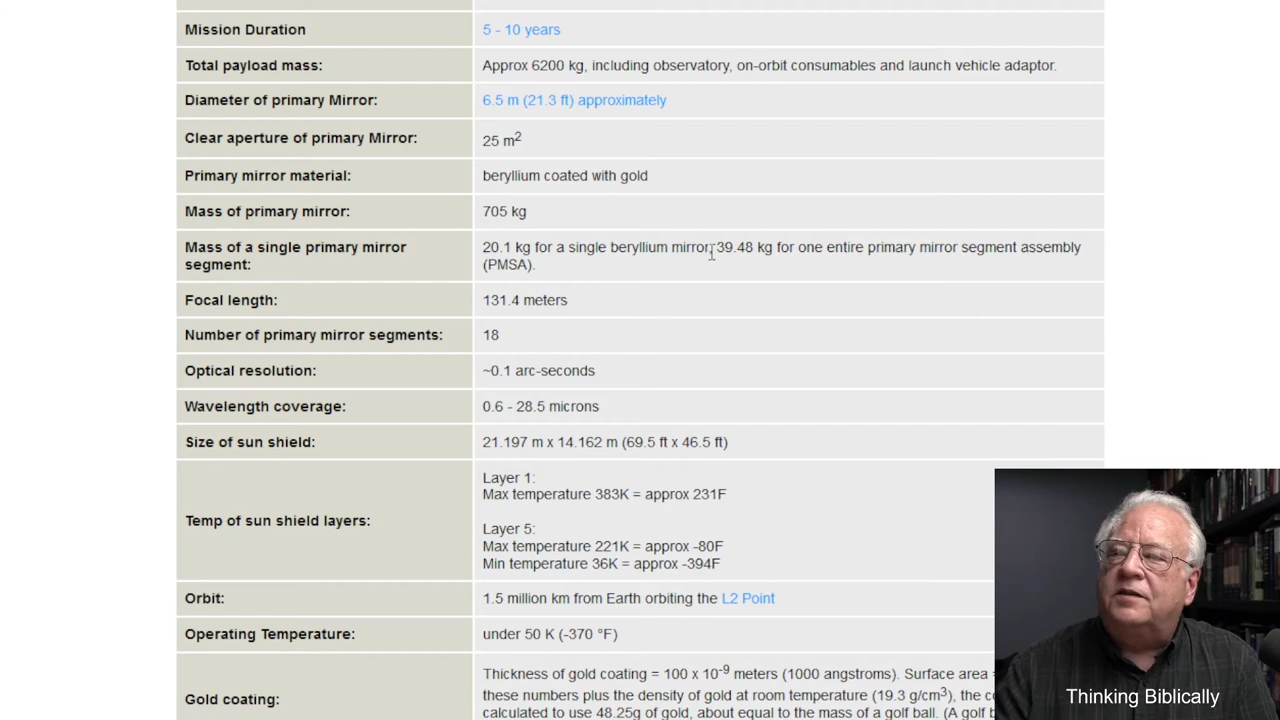 Mission Duration
5 - 10 years
Total payload mass:
Approx 6200 kg, including observatory, on-orbit consumables and launch vehicle adaptor.
Diameter of primary Mirror:
6.5 m (21.3 ft) approximately
Clear aperture of primary Mirror:
25 m2
Primary mirror material:
beryllium coated with gold
Mass of primary mirror:
705 kg
Mass of a single primary mirror
segment:
20.1 kg for a single beryllium mirror, 39.48 kg for one entire primary mirror segment assembly
(PMSA).
Focal length:
131.4 meters
Number of primary mirror segments:
18
Optical resolution:
~0.1 arc-seconds
Wavelength coverage:
0.6 - 28.5 microns
Size of sun shield:
21.197 m x 14.162 m (69.5 ft x 46.5 ft)
Temp of sun shield layers:
Layer 1:
Max temperature 383K = approx 231F
Layer 5:
Max temperature 221K = approx -80F
Min temperature 36K = approx -394F
Orbit:
1.5 million km from Earth orbiting the L2 Point
Operating Temperature:
under 50 K (-370 °F)
Gold coating:
Thickness of gold coating = 100 x 10-9 meters (1000 angstroms). Surface area
these numbers plus the density of gold at room temperature (19.3 g/cm3), the
calculated to use 48.25g of gold, about equal to the mass of a golf ball. (A golf
Thinking Biblically